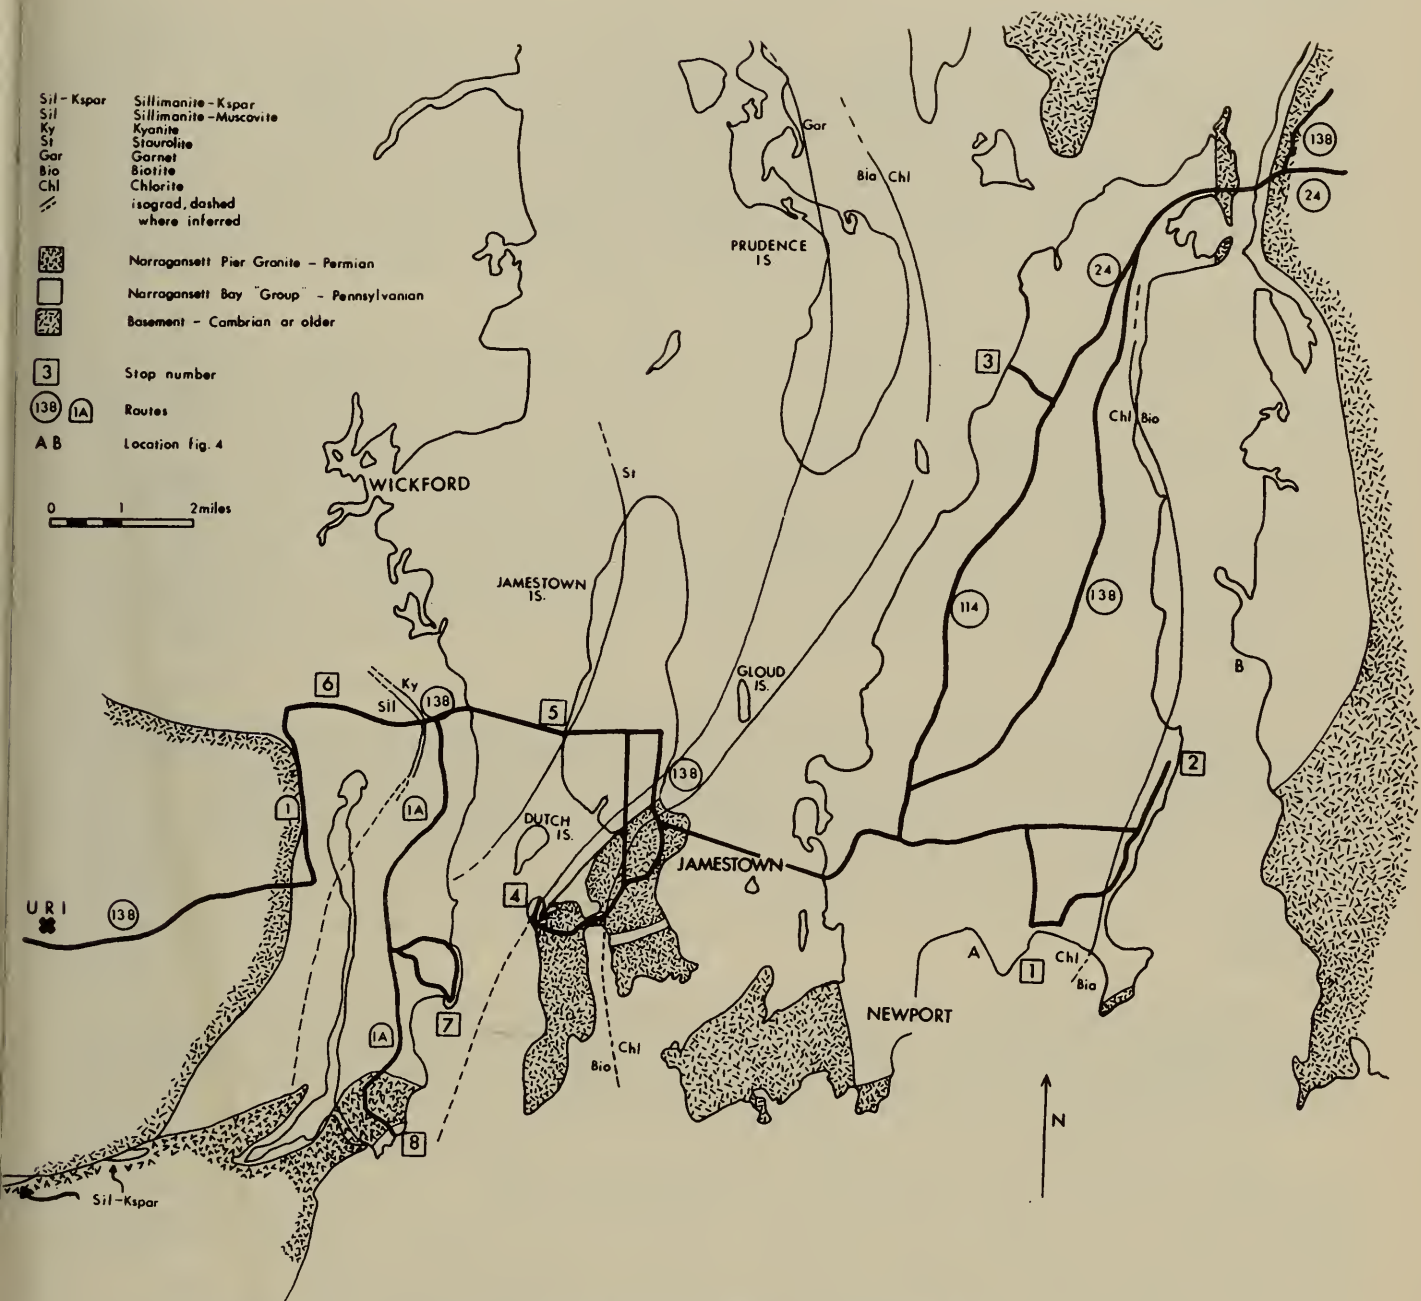 Sil-Kspar Sillimanite-Kspar
Sil Sillimanite-Muscovite
Ky Kyanite
St Staurolite
Gar Garnet
Bio Biotite
Chl Chlorite
isograd, dashed
where inferred
Narragansett Pier Granite - Permian
Narragansett Bay "Group" - Pennsylvanian
Basement - Cambrian or older
3 Stop number
138 1A Routes
A B Location fig. 4
0 1 2 miles
138
24
Gar
Bio Chl
PRUDENCE
IS
24
3
Chl Bio
WICKFORD
St
JAMESTOWN
IS.
114
138
B
GLOUD
IS.
6
Ky
Sil
138
5
2
138
1
1A
DUTCH
IS.
JAMESTOWN
4
URI
138
A
1
Chl
Bio
7
NEWPORT
1A
Chl
Bio
N
8
Sil-Kspar